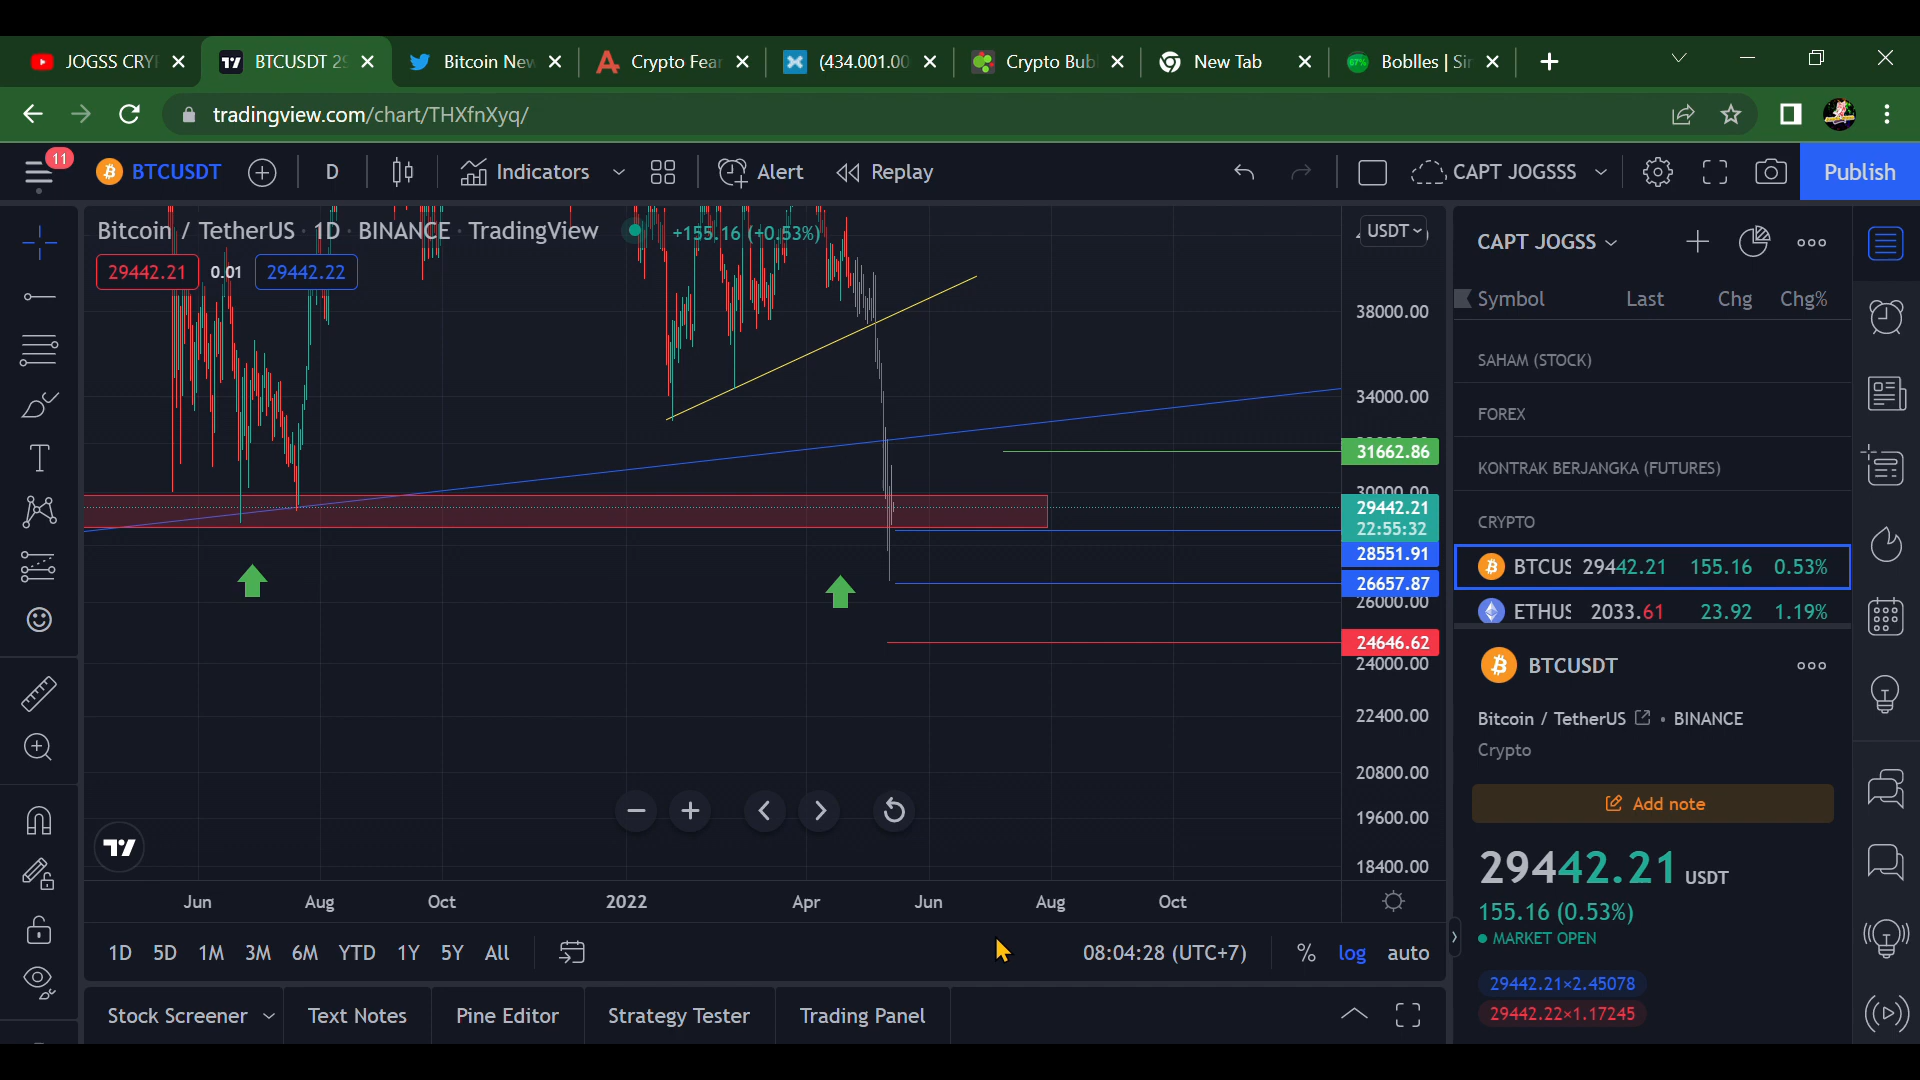 JOGSS CRY
BTCUSDT 29
Bitcoin New
Crypto Fear
(434.001.00
Crypto Bub
New Tab
67%
Boblles | Sin
tradingview.com/chart/THXfnXyq/
11
BTCUSDT
D
Indicators
Alert
Replay
CAPT JOGSSS
Publish
Bitcoin / TetherUS · 1D · BINANCE · TradingView
+155.16 (+0.53%)
29442.21
0.01
29442.22
USDT
38000.00
34000.00
31662.86
30000.00
29442.21
22:55:32
28551.91
26657.87
26000.00
24646.62
24000.00
22400.00
20800.00
19600.00
18400.00
Jun
Aug
Oct
2022
Apr
Jun
Aug
Oct
1D 5D 1M 3M 6M YTD 1Y 5Y All
08:04:28 (UTC+7)
%
log
auto
Stock Screener
Text Notes
Pine Editor
Strategy Tester
Trading Panel
CAPT JOGSS
Symbol Last Chg Chg%
SAHAM (STOCK)
FOREX
KONTRAK BERJANGKA (FUTURES)
CRYPTO
BTCUS 29442.21 155.16 0.53%
ETHUS 2033.61 23.92 1.19%
BTCUSDT
Bitcoin / TetherUS • BINANCE
Crypto
Add note
29442.21 USDT
155.16 (0.53%)
MARKET OPEN
29442.21×2.45078
29442.22×1.17245